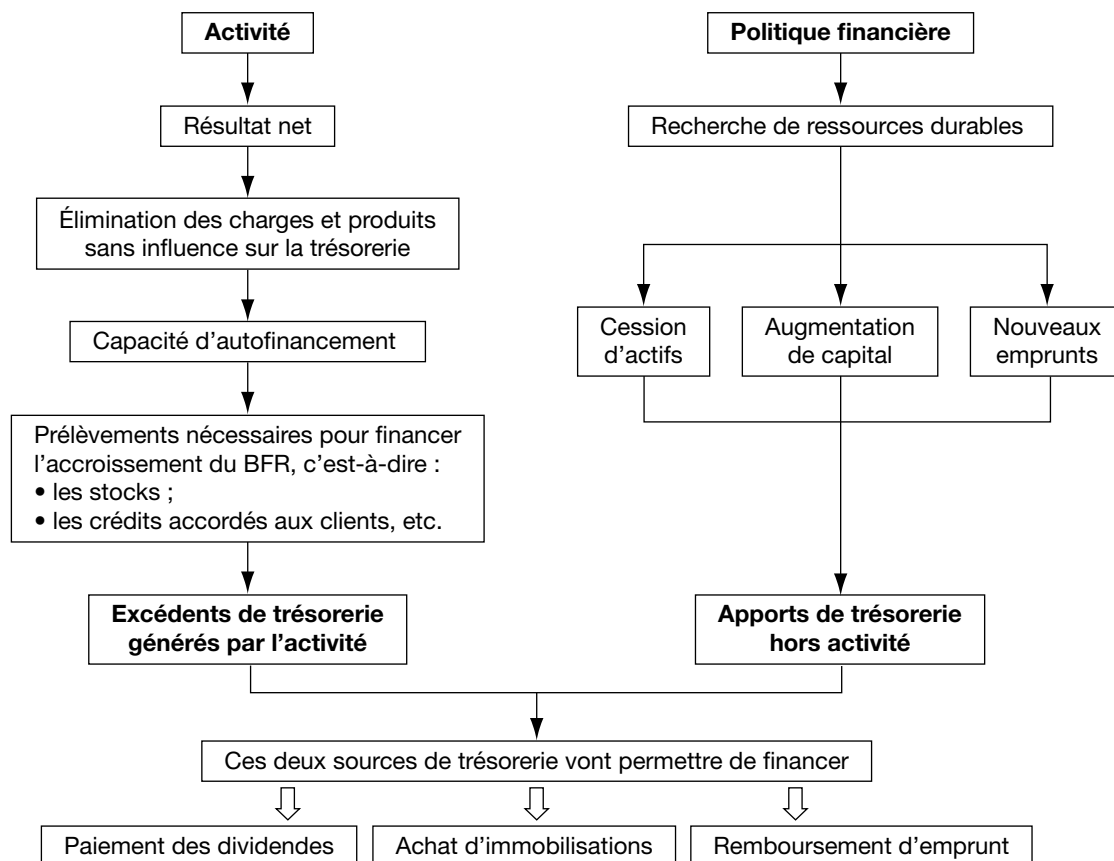 Activité
Politique financière
Résultat net
Recherche de ressources durables
Élimination des charges et produits
sans influence sur la trésorerie
Capacité d'autofinancement
Cession
d'actifs
Augmentation
de capital
Nouveaux
emprunts
Prélèvements nécessaires pour financer
l'accroissement du BFR, c'est-à-dire :
• les stocks ;
• les crédits accordés aux clients, etc.
Excédents de trésorerie
générés par l'activité
Apports de trésorerie
hors activité
Ces deux sources de trésorerie vont permettre de financer
Paiement des dividendes
Achat d'immobilisations
Remboursement d'emprunt